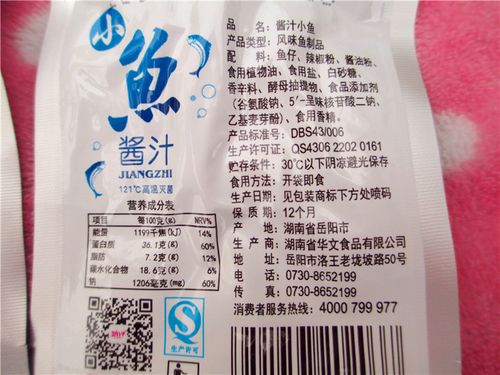 小
魚
酱汁
JIANGZHI
121℃高温灭菌
营养成分表
项目 每100克(g) NRV%
能量 1199千焦(kJ) 14%
蛋白质 36.1克(g) 60%
脂肪 7.2克(g) 12%
碳水化合物 18.6克(g) 6%
钠 1206毫克(mg) 60%
QS
生产许可
品名：酱汁小鱼
产品类型：风味鱼制品
配料：鱼仔、辣椒粉、酱油粉、
食用植物油、食用盐、白砂糖、
香辛料、酵母抽提物、食品添加剂
(谷氨酸钠、5′-呈味核苷酸二钠、
乙基麦芽酚)、食用香精。
产品标准号：DBS43/006
生产许可证：QS4306 2202 0161
贮存条件：30℃以下阴凉避光保存
食用方法：开袋即食
生产日期：见包装商标下方处喷码
保质期：12个月
产地：湖南省岳阳市
出品商：湖南省华文食品有限公司
地址：岳阳市洛王老垅坡路50号
电话：0730-8652199
传真：0730-8652199
消费者服务热线：4000 799 977